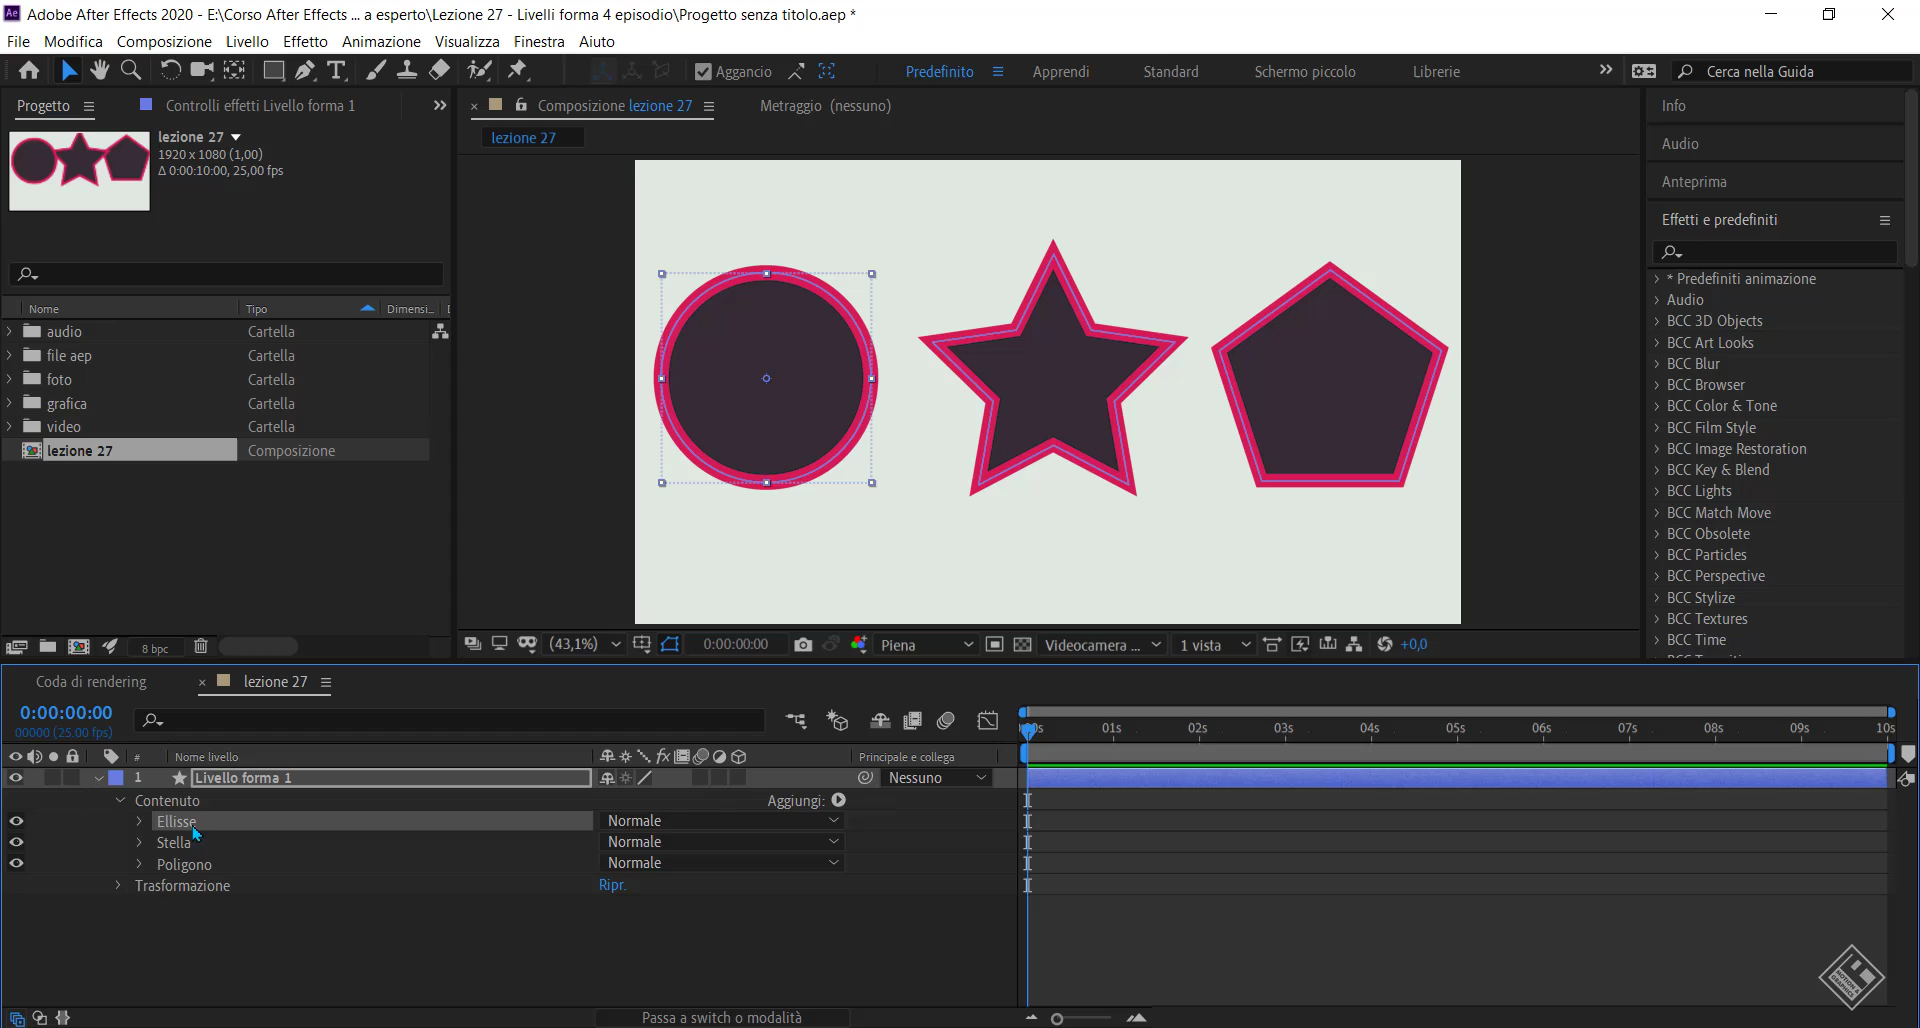 Adobe After Effects 2020 - E:\Corso After Effects ... a esperto\Lezione 27 - Livelli forma 4 episodio\Progetto senza titolo.aep *
File Modifica Composizione Livello Effetto Animazione Visualizza Finestra Aiuto
Aggancio Predefinito Apprendi Standard Schermo piccolo Librerie Cerca nella Guida
Progetto Controlli effetti Livello forma 1
Composizione lezione 27 Metraggio (nessuno)
Info
lezione 27
1920 x 1080 (1,00)
Δ 0:00:10:00, 25,00 fps
lezione 27
Audio
Anteprima
Effetti e predefiniti
Nome Tipo Dimensi...
audio Cartella
file aep Cartella
foto Cartella
grafica Cartella
video Cartella
lezione 27 Composizione
* Predefiniti animazione
Audio
BCC 3D Objects
BCC Art Looks
BCC Blur
BCC Browser
BCC Color & Tone
BCC Film Style
BCC Image Restoration
BCC Key & Blend
BCC Lights
BCC Match Move
BCC Obsolete
BCC Particles
BCC Perspective
BCC Stylize
BCC Textures
BCC Time
8 bpc
(43,1%) 0:00:00:00 Piena Videocamera ... 1 vista +0,0
Coda di rendering lezione 27
0:00:00:00
00000 (25.00 fps)
01s 02s 03s 04s 05s 06s 07s 08s 09s 10s
# Nome livello Principale e collega
1 Livello forma 1 Nessuno
Contenuto Aggiungi:
Ellisse Normale
Stella Normale
Poligono Normale
Trasformazione Ripr.
Passa a switch o modalità